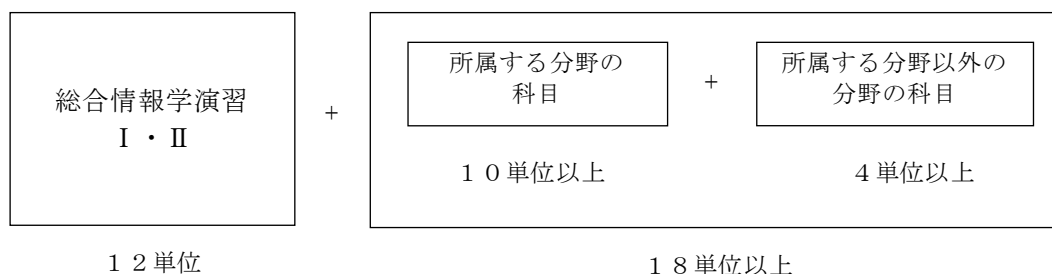 総合情報学演習
Ⅰ・Ⅱ
+
所属する分野の
科目
+
所属する分野以外の
分野の科目
10単位以上
4単位以上
12単位
18単位以上